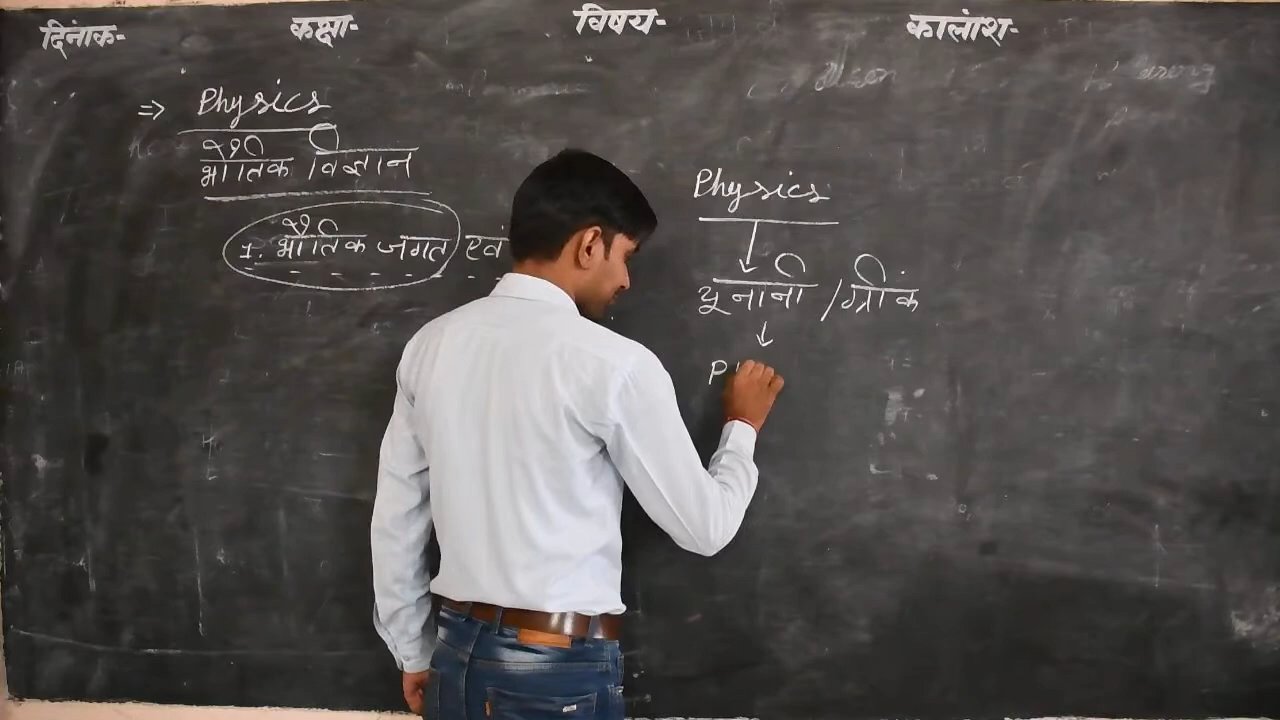 दिनांक- कक्षा- विषय- कालांश-
=> Physics
भौतिक विज्ञान
1. भौतिक जगत एवं
Physics
↓
यूनानी / ग्रीक
↓
P